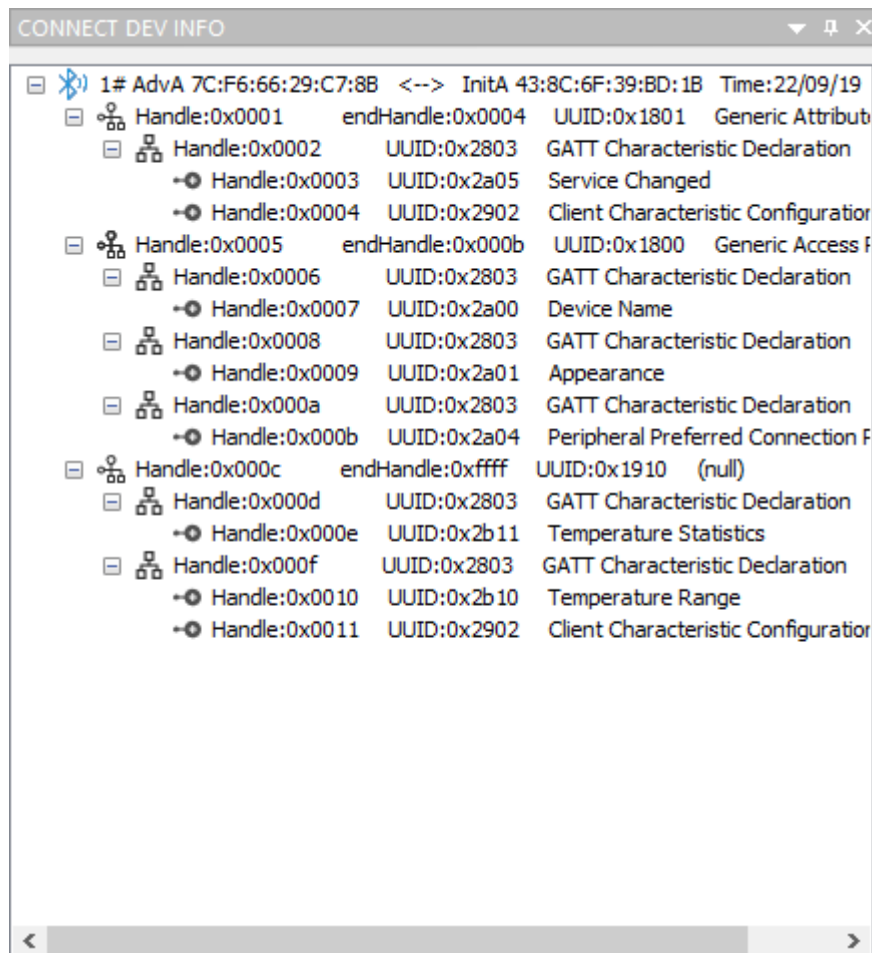 CONNECT DEV INFO
1# AdvA 7C:F6:66:29:C7:8B <--> InitA 43:8C:6F:39:BD:1B Time:22/09/19
Handle:0x0001 endHandle:0x0004 UUID:0x1801 Generic Attribut
Handle:0x0002 UUID:0x2803 GATT Characteristic Declaration
Handle:0x0003 UUID:0x2a05 Service Changed
Handle:0x0004 UUID:0x2902 Client Characteristic Configuration
Handle:0x0005 endHandle:0x000b UUID:0x1800 Generic Access
Handle:0x0006 UUID:0x2803 GATT Characteristic Declaration
Handle:0x0007 UUID:0x2a00 Device Name
Handle:0x0008 UUID:0x2803 GATT Characteristic Declaration
Handle:0x0009 UUID:0x2a01 Appearance
Handle:0x000a UUID:0x2803 GATT Characteristic Declaration
Handle:0x000b UUID:0x2a04 Peripheral Preferred Connection
Handle:0x000c endHandle:0xffff UUID:0x1910 (null)
Handle:0x000d UUID:0x2803 GATT Characteristic Declaration
Handle:0x000e UUID:0x2b11 Temperature Statistics
Handle:0x000f UUID:0x2803 GATT Characteristic Declaration
Handle:0x0010 UUID:0x2b10 Temperature Range
Handle:0x0011 UUID:0x2902 Client Characteristic Configuration